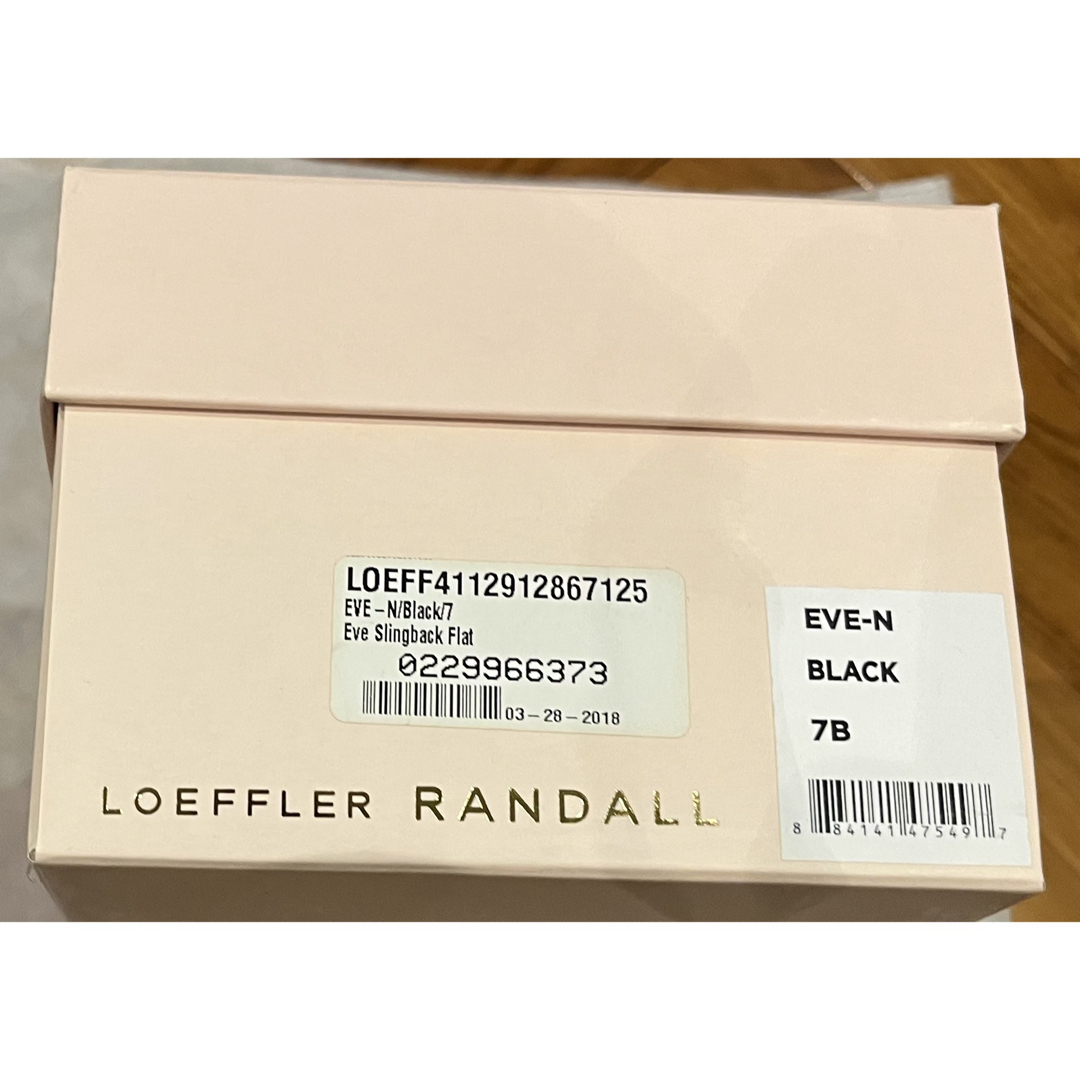 LOEFF4112912867125
EVE-N/Black/7
Eve Slingback Flat
0229966373
03-28-2018
EVE-N
BLACK
7B
8 84141 47549 7
LOEFFLER RANDALL